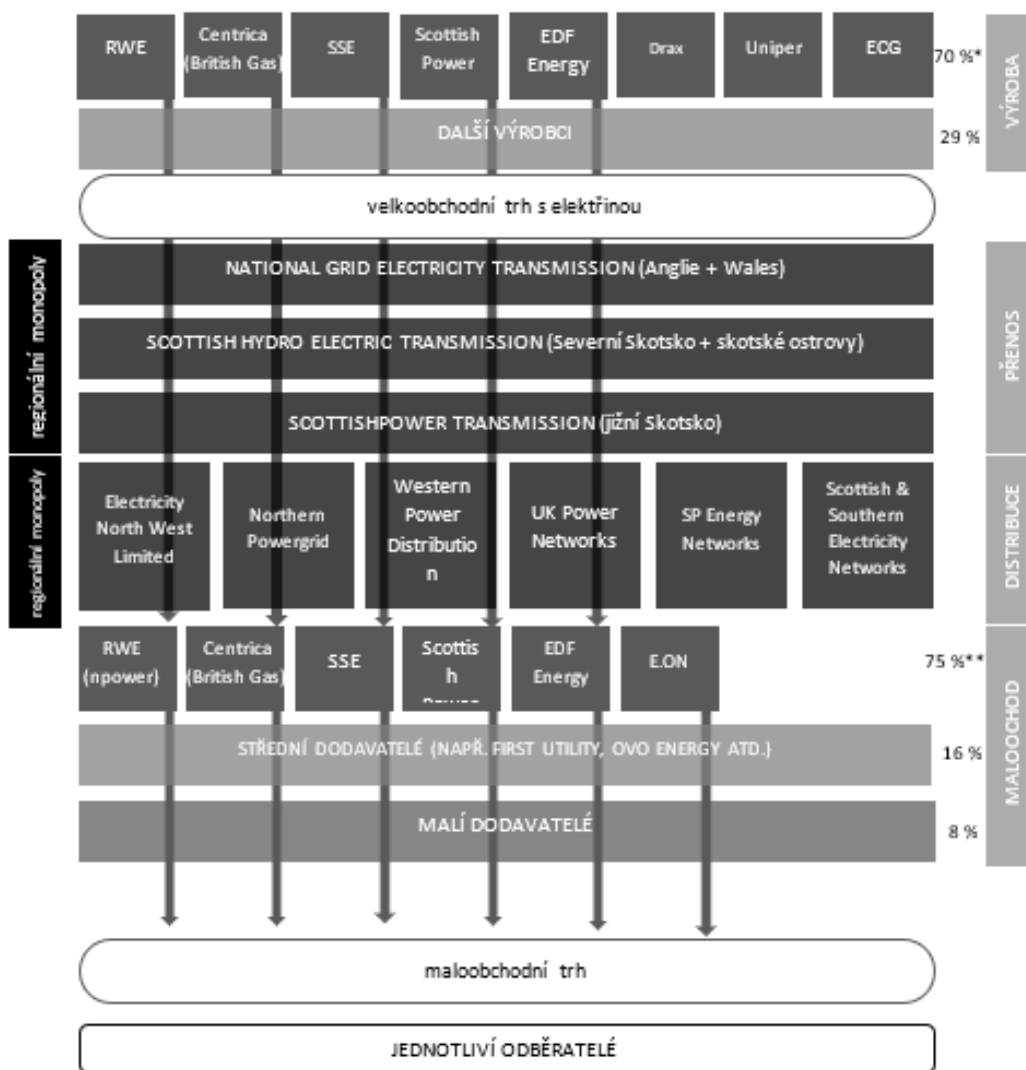 RWE
Centrica
(British Gas)
SSE
Scottish
Power
EDF
Energy
Drax
Uniper
ECG
70 %*
VÝROBA
DALŠÍ VÝROBCI
29 %
velkoobchodní trh s elektřinou
regionální monopoly
NATIONAL GRID ELECTRICITY TRANSMISSION (Anglie + Wales)
SCOTTISH HYDRO ELECTRIC TRANSMISSION (Severní Skotsko + skotské ostrovy)
SCOTTISHPOWER TRANSMISSION (jižní Skotsko)
PŘENOS
regionální monopoly
Electricity
North West
Limited
Northern
Powergrid
Western
Power
Distributio
n
UK Power
Networks
SP Energy
Networks
Scottish &
Southern
Electricity
Networks
DISTRIBUCE
RWE
(npower)
Centrica
(British Gas)
SSE
Scottis
h
EDF
Energy
E.ON
75 %**
STŘEDNÍ DODAVATELÉ (NAPŘ. FIRST UTILITY, OVO ENERGY ATD.)
16 %
MALOOCHOD
MALÍ DODAVATELÉ
8 %
maloobchodní trh
JEDNOTLIVÍ ODBĚRATELÉ